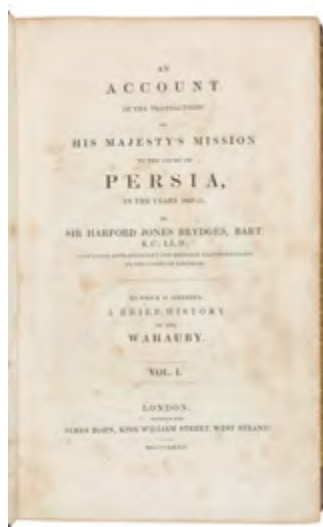 AN
ACCOUNT
OF THE TRANSACTIONS
OF
HIS MAJESTY'S MISSION
TO THE COURT OF
PERSIA,
IN THE YEARS 1807-11,
BY
SIR HARFORD JONES BRYDGES, BART.
K.C., LL.D.,
TO WHICH IS APPENDED,
A BRIEF HISTORY
OF THE
WAHAUBY.
VOL. I.
LONDON:
JAMES BOHN, KING WILLIAM STREET, WEST STRAND.